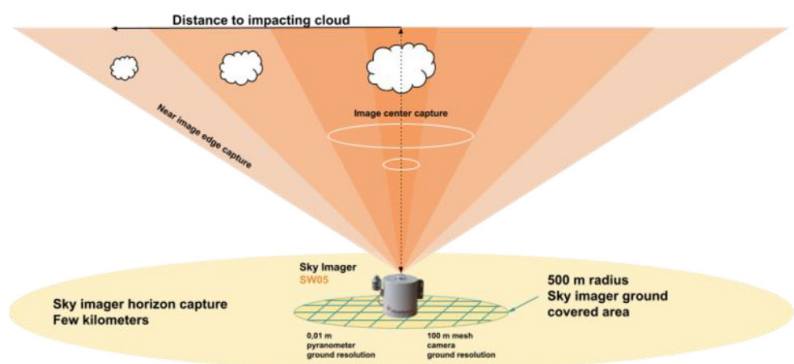 Distance to impacting cloud
Near image edge capture
Image center capture
Sky Imager
SW05
Sky imager horizon capture
Few kilometers
500 m radius
Sky imager ground
covered area
0,01 m
pyranometer
ground resolution
100 m mesh
camera
ground resolution